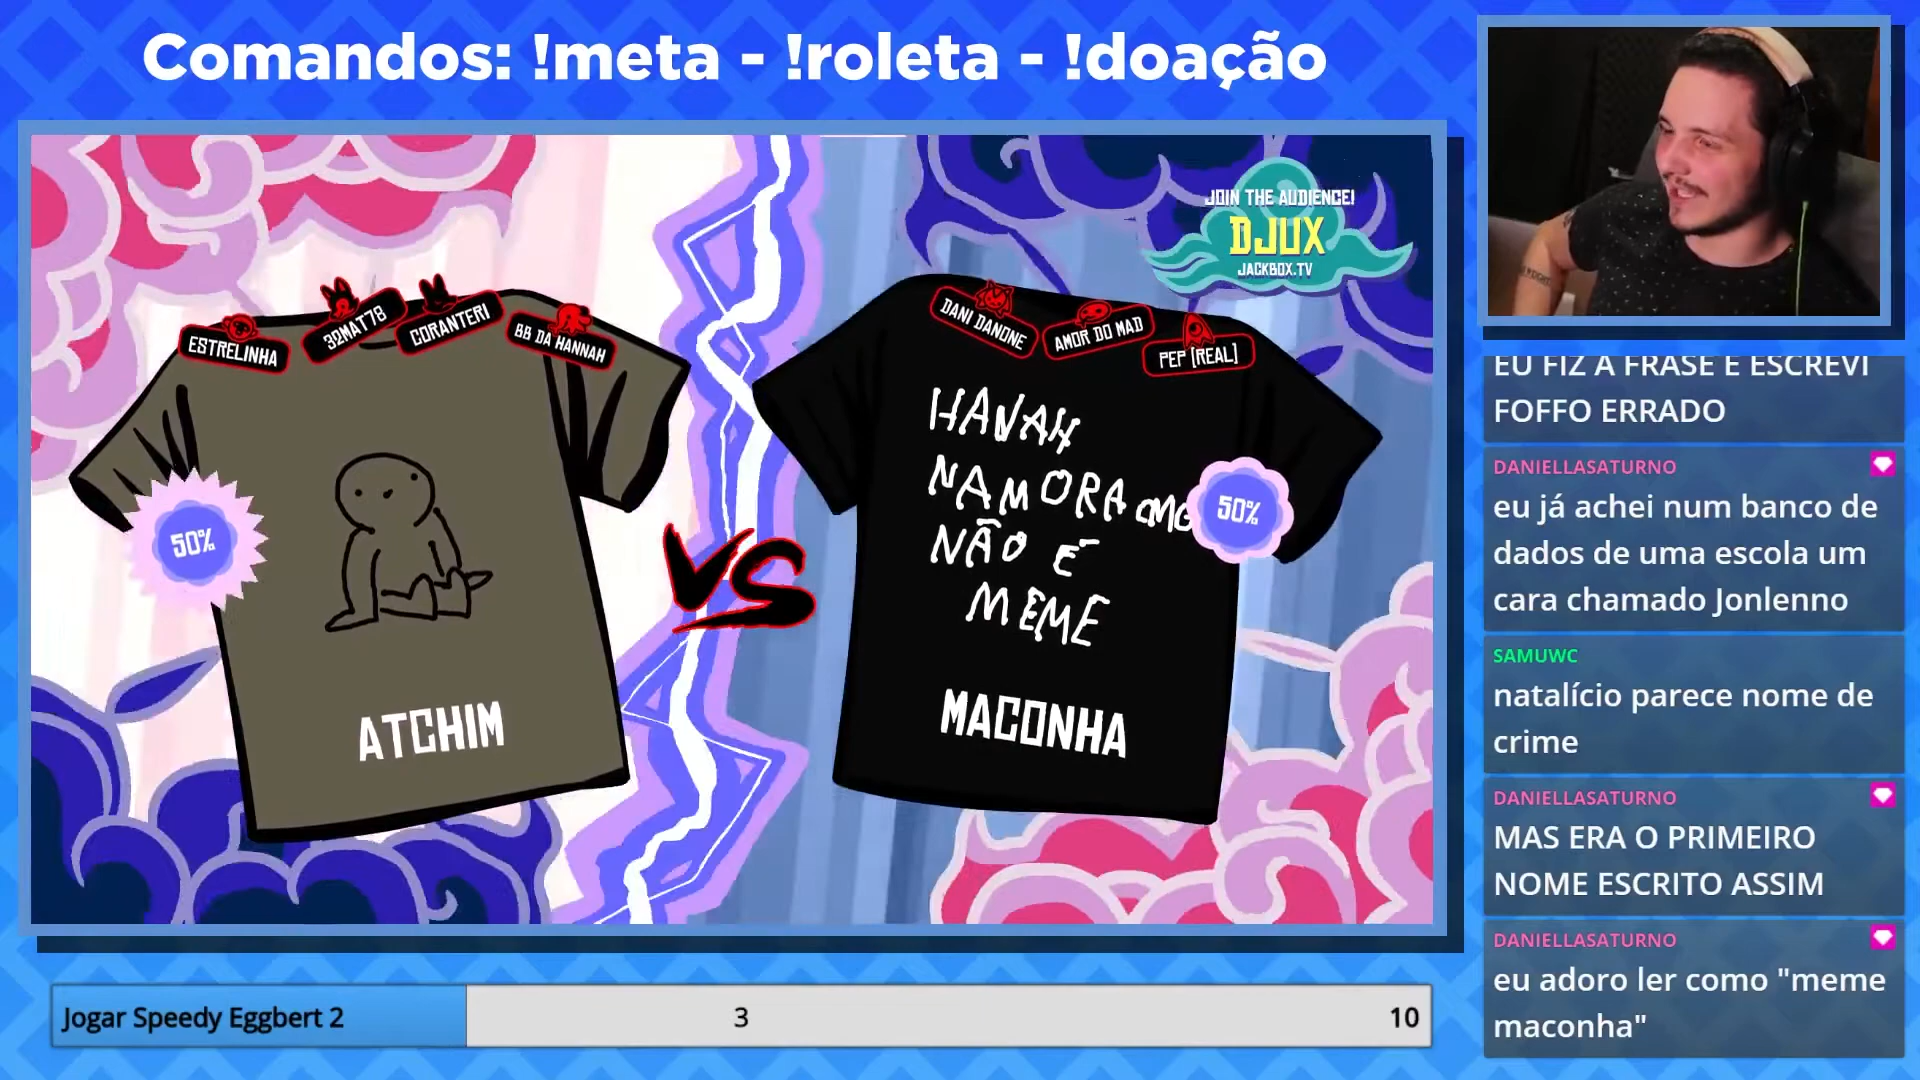 Comandos: !meta - !roleta - !doação
JOIN THE AUDIENCE!
DJUX
JACKBOX.TV
ESTRELINHA
32MAT78
CORANTERI
BB DA HANNAH
50%
ATCHIM
VS
DANI DANONE
AMOR DO MAD
PEP [REAL]
HANAH
NAMORA CMG
NÃO É
MEME
50%
MACONHA
EU FIZ A FRASE E ESCREVI
FOFFO ERRADO
DANIELLASATURNO
eu já achei num banco de
dados de uma escola um
cara chamado Jonlenno
SAMUWC
natalício parece nome de
crime
DANIELLASATURNO
MAS ERA O PRIMEIRO
NOME ESCRITO ASSIM
DANIELLASATURNO
eu adoro ler como "meme
maconha"
Jogar Speedy Eggbert 2
3
10